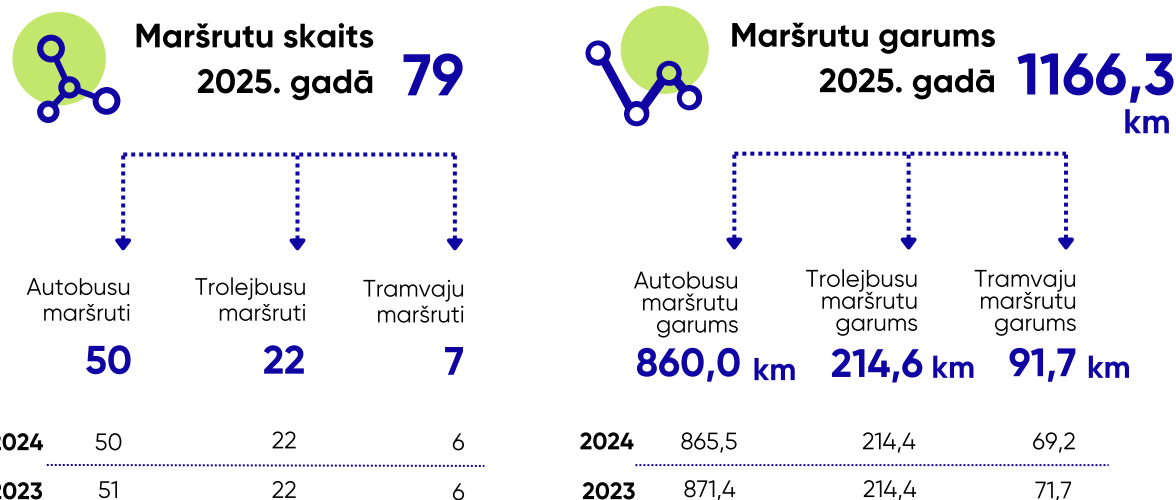 Maršrutu skaits
2025. gadā 79
Autobusu
maršruti
50
Trolejbusu
maršruti
22
Tramvaju
maršruti
7
2024 50 22 6
2023 51 22 6
Maršrutu garums
2025. gadā 1166,3
km
Autobusu
maršrutu
garums
860,0 km
Trolejbusu
maršrutu
garums
214,6 km
Tramvaju
maršrutu
garums
91,7 km
2024 865,5 214,4 69,2
2023 871,4 214,4 71,7